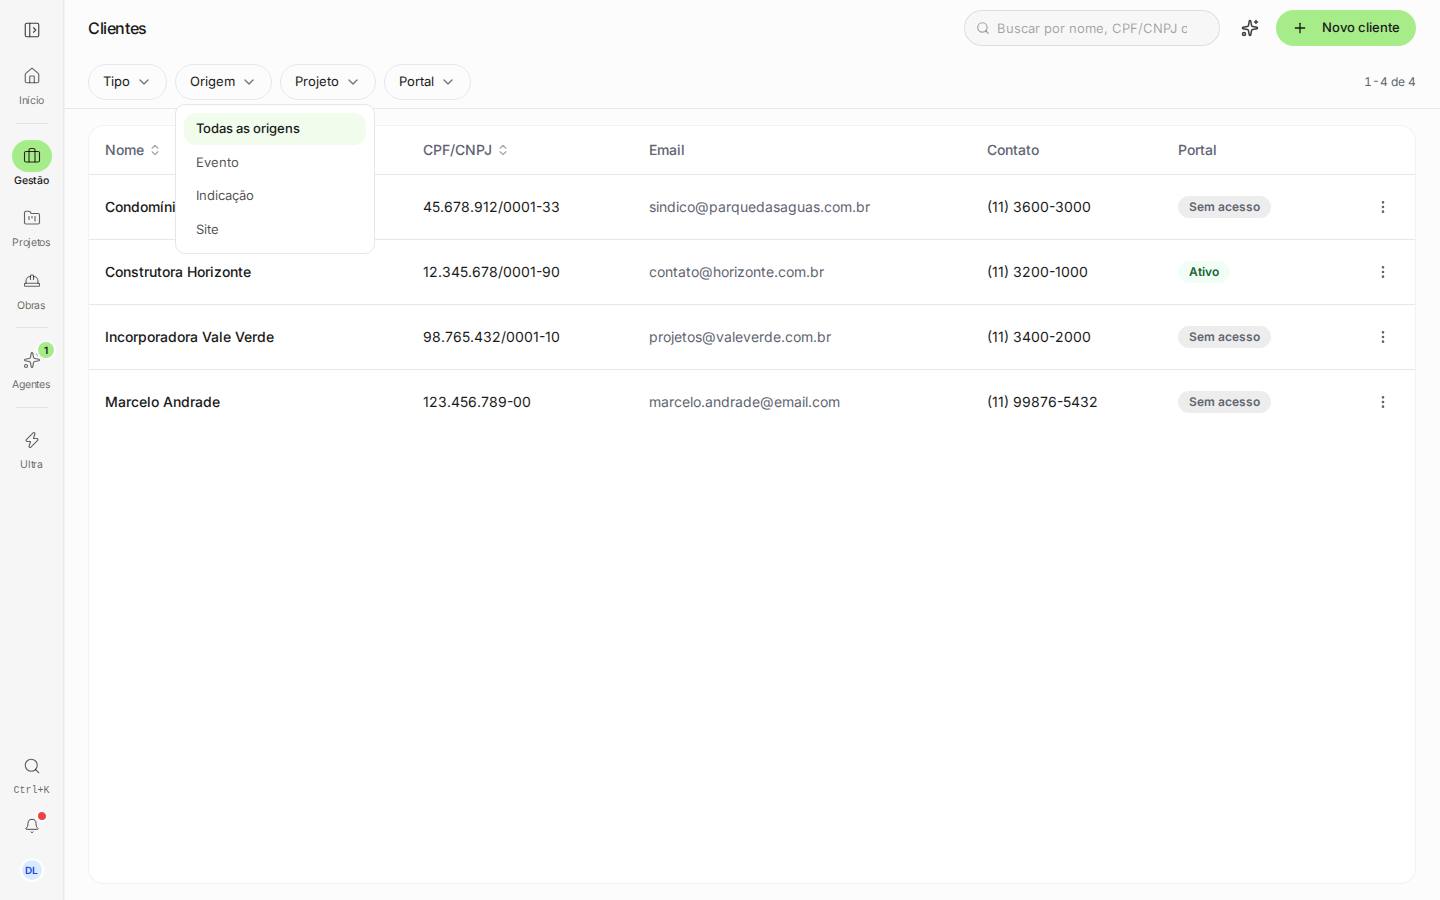 Clientes
Buscar por nome, CPF/CNPJ c
Novo cliente
Início
Gestão
Projetos
Obras
1
Agentes
Ultra
Ctrl+K
DL
Tipo
Origem
Projeto
Portal
1-4 de 4
Todas as origens
Evento
Indicação
Site
Nome
CPF/CNPJ
Email
Contato
Portal
Condomíni
45.678.912/0001-33
sindico@parquedasaguas.com.br
(11) 3600-3000
Sem acesso
Construtora Horizonte
12.345.678/0001-90
contato@horizonte.com.br
(11) 3200-1000
Ativo
Incorporadora Vale Verde
98.765.432/0001-10
projetos@valeverde.com.br
(11) 3400-2000
Sem acesso
Marcelo Andrade
123.456.789-00
marcelo.andrade@email.com
(11) 99876-5432
Sem acesso